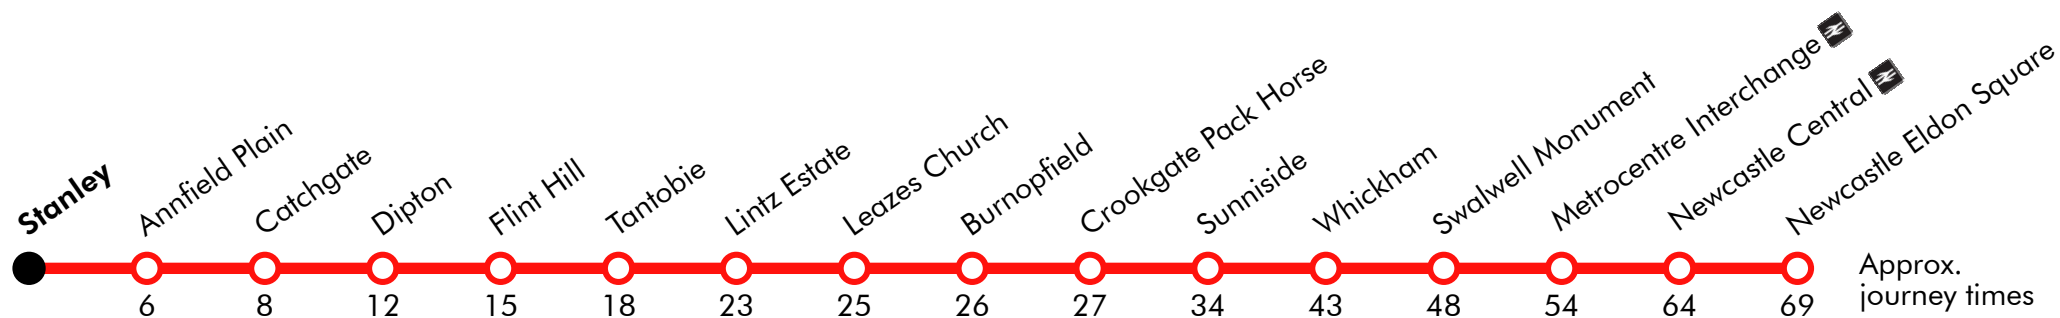 Stanley
Annfield Plain
Catchgate
Dipton
Flint Hill
Tantobie
Lintz Estate
Leazes Church
Burnopfield
Crookgate Pack Horse
Sunniside
Whickham
Swalwell Monument
Metrocentre Interchange
Newcastle Central
Newcastle Eldon Square
6 8 12 15 18 23 25 26 27 34 43 48 54 64 69
Approx.
journey times